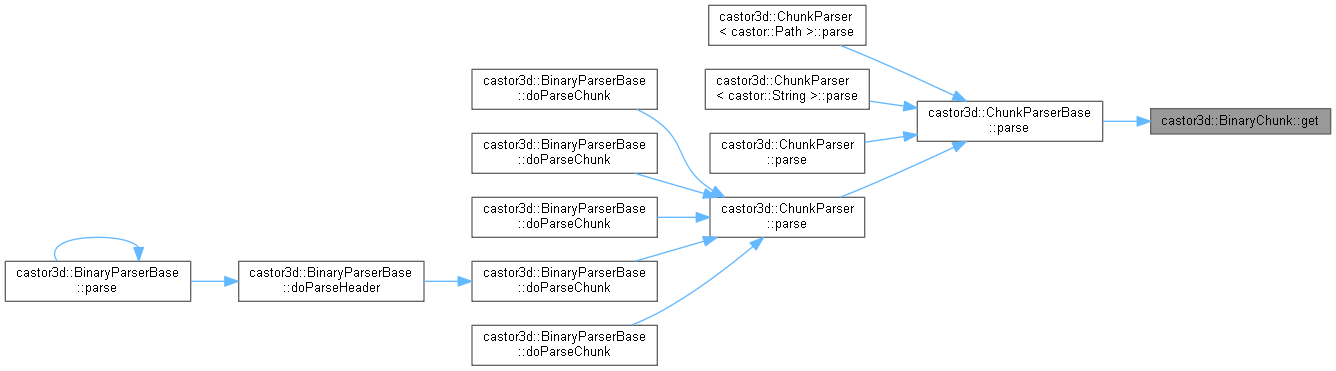 castor3d::ChunkParser
< castor::Path >::parse
castor3d::BinaryParserBase
::doParseChunk
castor3d::ChunkParser
< castor::String >::parse
castor3d::ChunkParserBase
::parse
castor3d::BinaryChunk::get
castor3d::BinaryParserBase
::doParseChunk
castor3d::ChunkParser
::parse
castor3d::BinaryParserBase
::doParseChunk
castor3d::ChunkParser
::parse
castor3d::BinaryParserBase
::parse
castor3d::BinaryParserBase
::doParseHeader
castor3d::BinaryParserBase
::doParseChunk
castor3d::BinaryParserBase
::doParseChunk